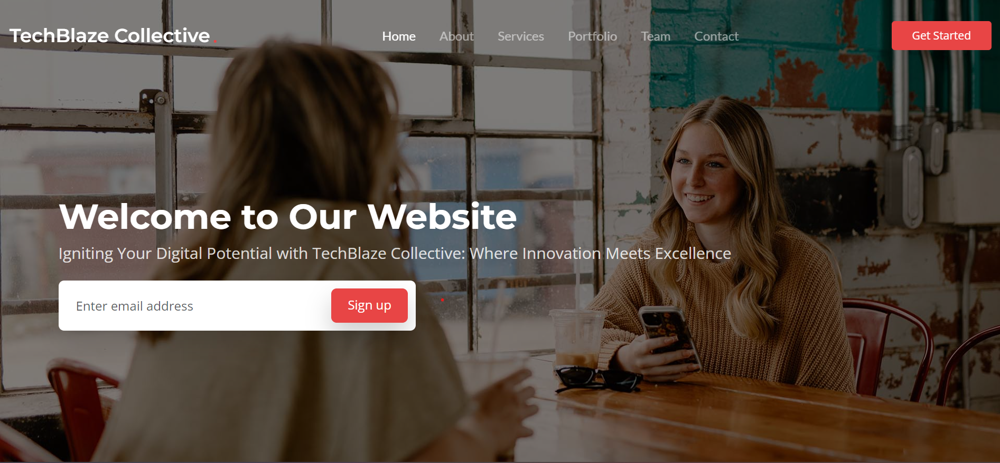 TechBlaze Collective.
Home About Services Portfolio Team Contact
Get Started
Welcome to Our Website
Igniting Your Digital Potential with TechBlaze Collective: Where Innovation Meets Excellence
Enter email address
Sign up